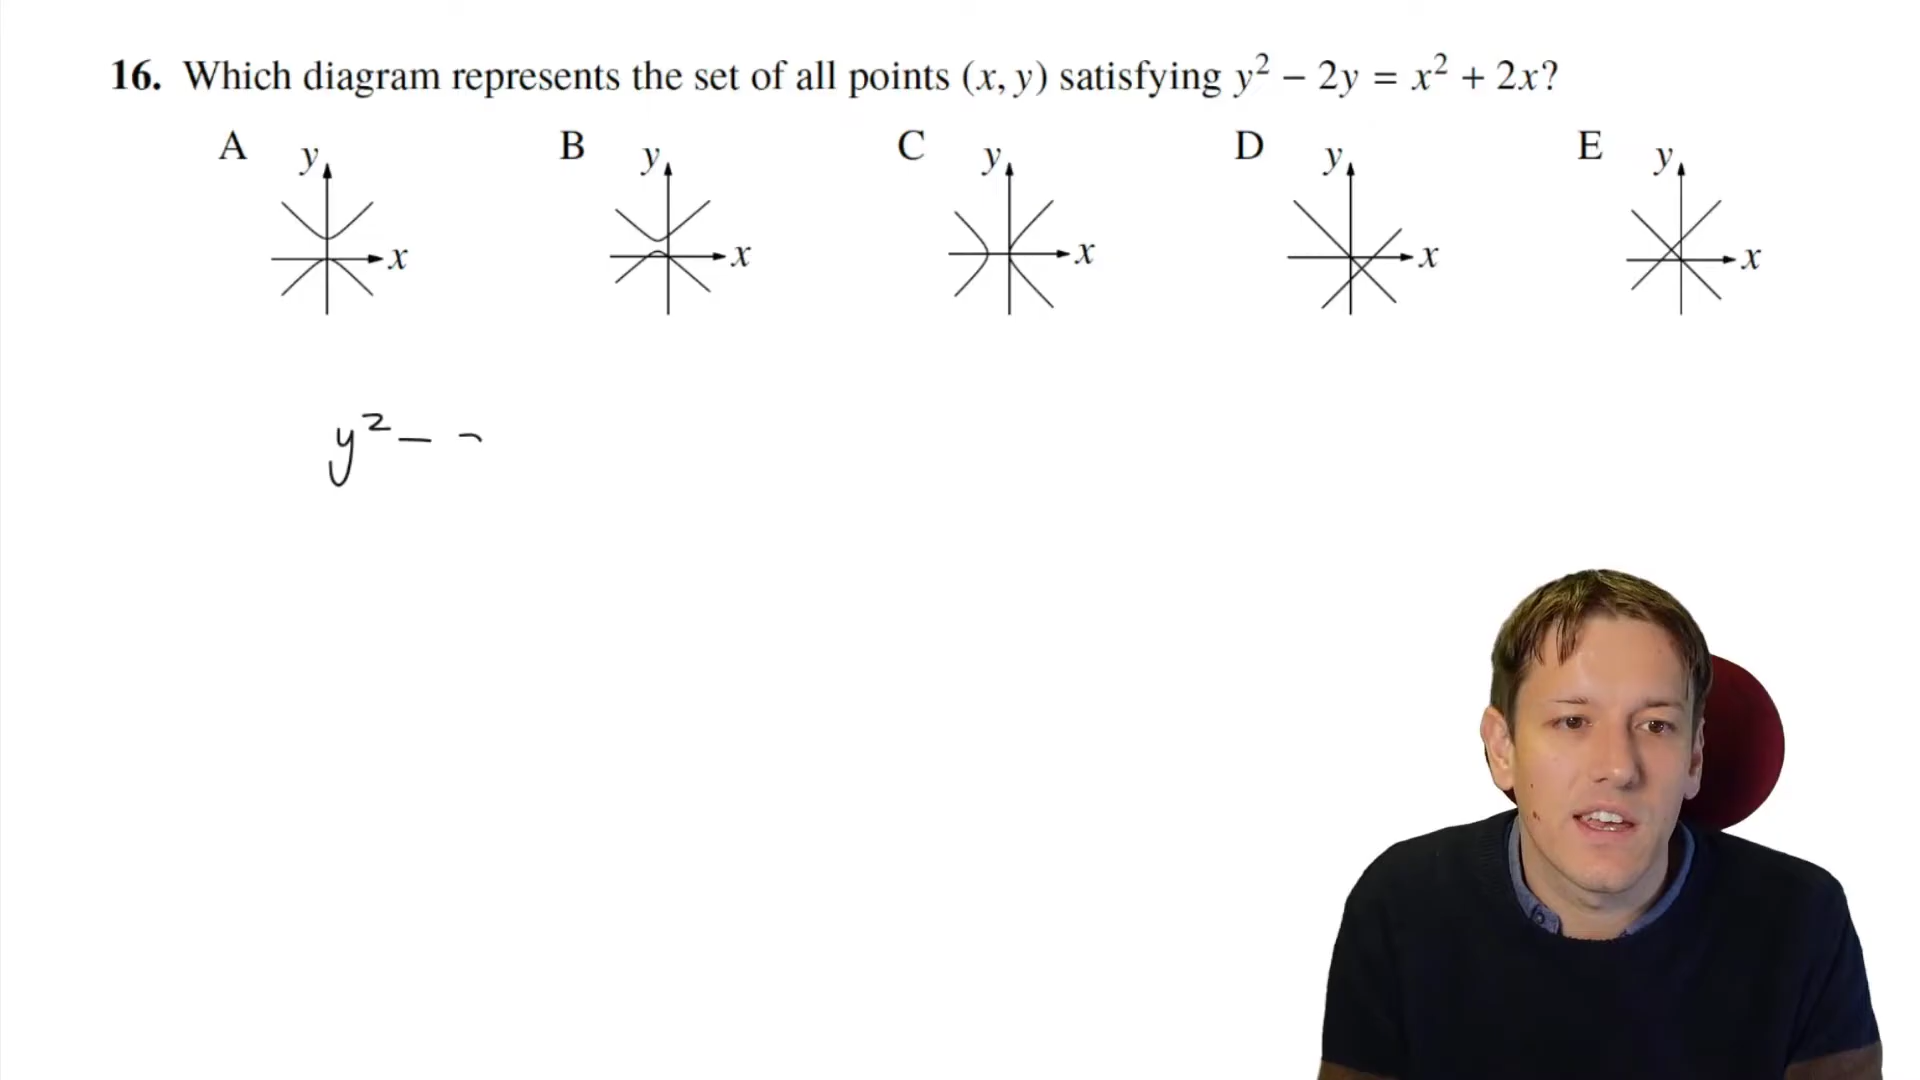 16. Which diagram represents the set of all points (x, y) satisfying y² − 2y = x² + 2x?
A B C D E
y y y y y
x x x x x
y² −